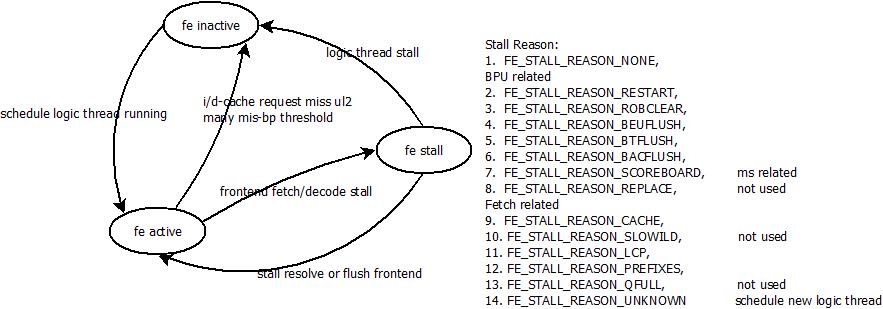 fe inactive
logic thread stall
i/d-cache request miss ul2
many mis-bp threshold
schedule logic thread running
fe stall
frontend fetch/decode stall
fe active
stall resolve or flush frontend
Stall Reason:
1. FE_STALL_REASON_NONE,
BPU related
2. FE_STALL_REASON_RESTART,
3. FE_STALL_REASON_ROBCLEAR,
4. FE_STALL_REASON_BEUFLUSH,
5. FE_STALL_REASON_BTFLUSH,
6. FE_STALL_REASON_BACFLUSH,
7. FE_STALL_REASON_SCOREBOARD, ms related
8. FE_STALL_REASON_REPLACE, not used
Fetch related
9. FE_STALL_REASON_CACHE,
10. FE_STALL_REASON_SLOWILD, not used
11. FE_STALL_REASON_LCP,
12. FE_STALL_REASON_PREFIXES,
13. FE_STALL_REASON_QFULL, not used
14. FE_STALL_REASON_UNKNOWN schedule new logic thread